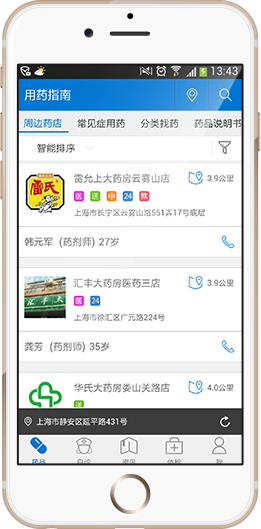 13:43
用药指南
周边药店 常见症用药 分类找药 药品说明书
智能排序
雷氏
雷允上大药房云雾山店 3.9公里
医 送 中 24 熬
上海市长宁区云雾山路551弄17号底层
韩元军 (药剂师) 27岁
汇丰大药房医药三店 3.9公里
汇丰大
医 24
上海市徐汇区广元路224号
龚芳 (药剂师) 35岁
华氏大药房娄山关路店 4.0公里
上海市静安区延平路431号
药品 自诊 资讯 体检 我